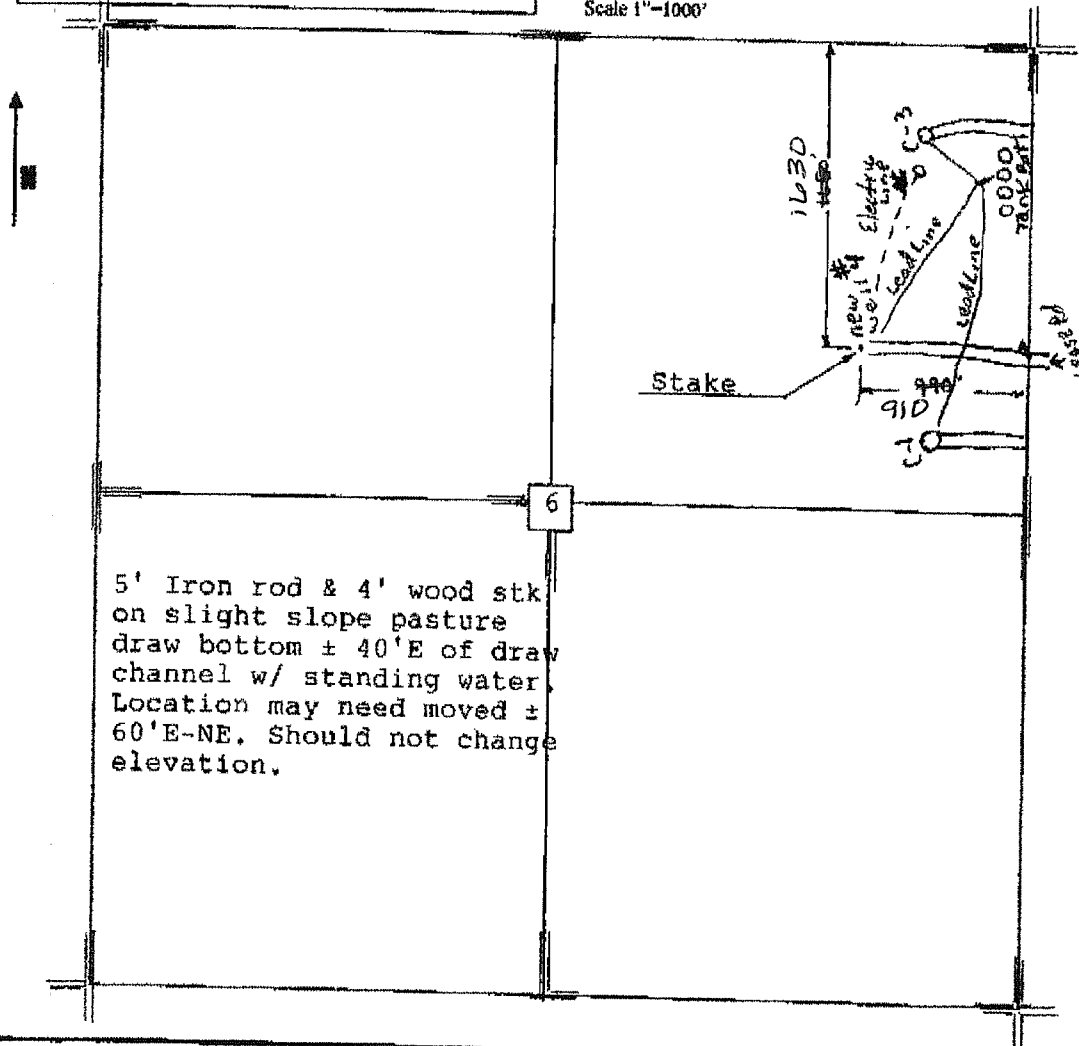 Scale 1"=1000'
1630
C-3
Electric
Line
0000
Tank Batt
Lead Line
Lead Line
new
well
Stake
990'
910
C-1
6
5' Iron rod & 4' wood stk
on slight slope pasture
draw bottom ± 40'E of draw
channel w/ standing water.
Location may need moved ±
60'E-NE. Should not change
elevation.